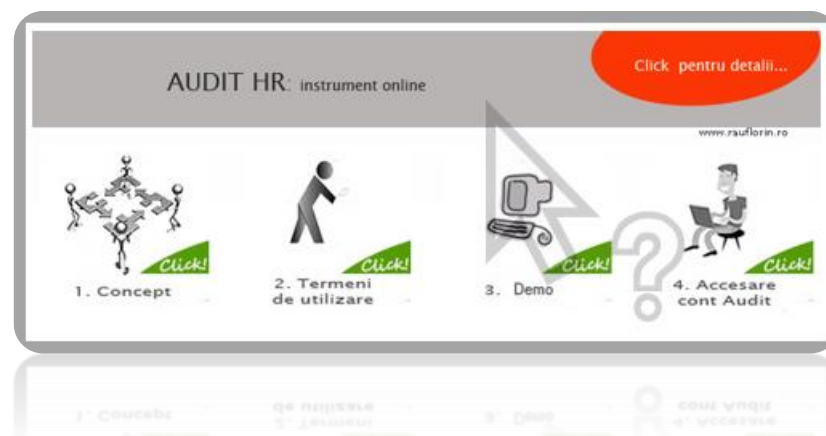 AUDIT HR: instrument online
Click pentru detalii...
www.rauflorin.ro
Click!
1. Concept
Click!
2. Termeni
de utilizare
Click!
3. Demo
Click!
4. Accesare
cont Audit